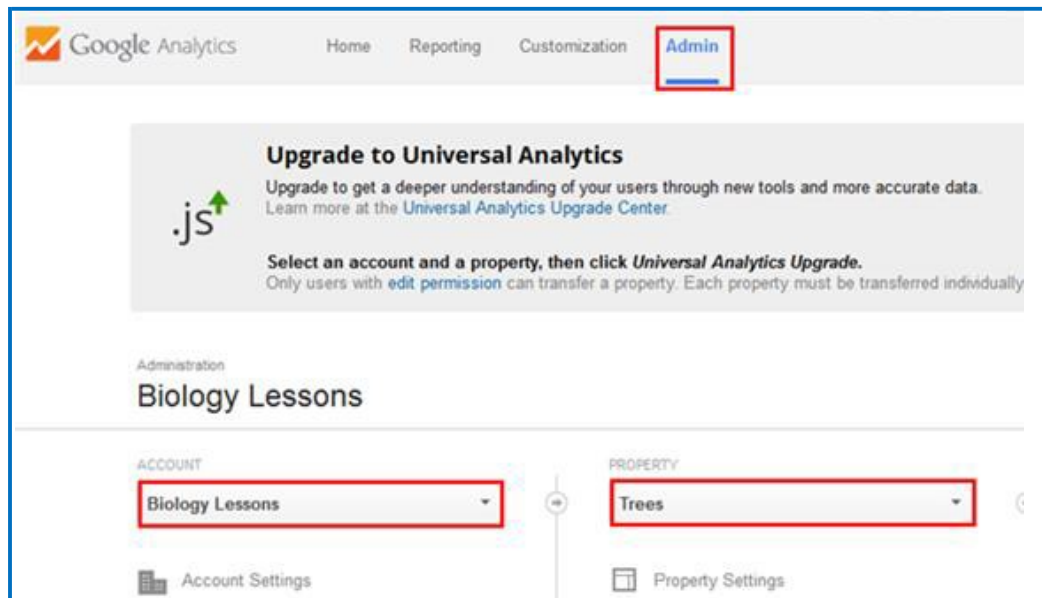 Google Analytics Home Reporting Customization Admin
Upgrade to Universal Analytics
Upgrade to get a deeper understanding of your users through new tools and more accurate data.
Learn more at the Universal Analytics Upgrade Center.
.js
Select an account and a property, then click Universal Analytics Upgrade.
Only users with edit permission can transfer a property. Each property must be transferred individually
Administration
Biology Lessons
ACCOUNT PROPERTY
Biology Lessons Trees
Account Settings Property Settings